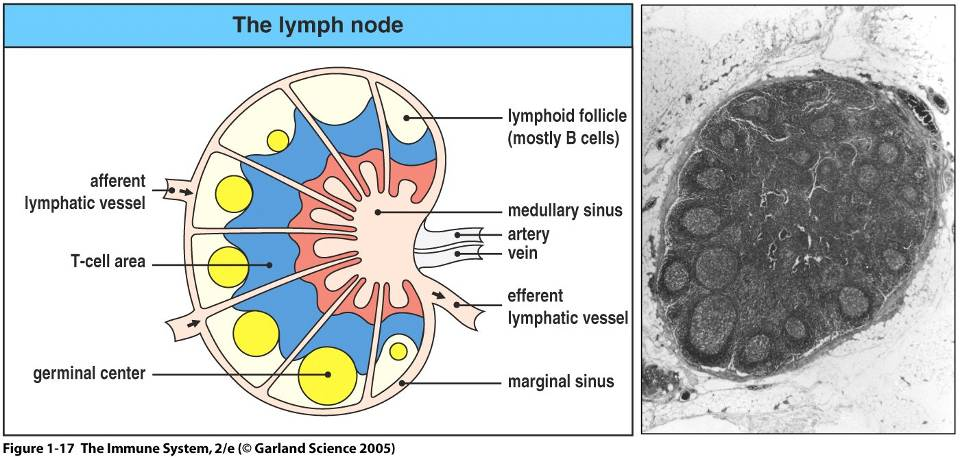 The lymph node
lymphoid follicle
(mostly B cells)
afferent
lymphatic vessel
medullary sinus
artery
vein
T-cell area
efferent
lymphatic vessel
germinal center
marginal sinus
Figure 1-17 The Immune System, 2/e (© Garland Science 2005)